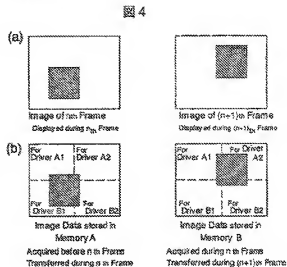 図 4
(a)
Image of nth Frame
Displayed during nth Frame
Image of (n+1)th Frame
Displayed during (n+1)th Frame
(b)
For Driver A1
For Driver A2
For Driver B1
For Driver B2
Image Data stored in
Memory A
Acquired before n th Frame
Transferred during n th Frame
For Driver A1
For Driver A2
For Driver B1
For Driver B2
Image Data stored in
Memory B
Acquired during n th Frame
Transferred during (n+1)th Frame